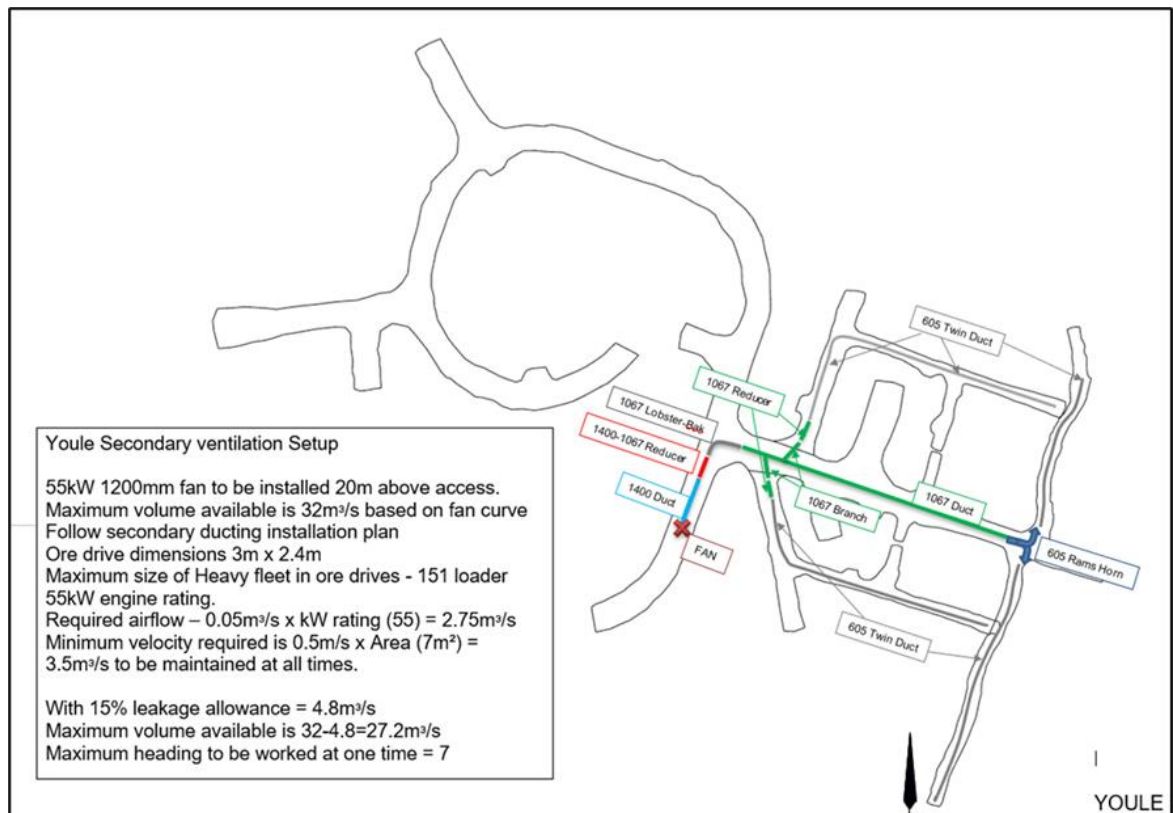 605 Twin Duct
1067 Reducer
1067 Lobster-Bak
1400-1067 Reducer
1400 Duct
FAN
1067 Branch
1067 Duct
605 Rams Horn
605 Twin Duct
Youle Secondary ventilation Setup
55kW 1200mm fan to be installed 20m above access.
Maximum volume available is 32m³/s based on fan curve
Follow secondary ducting installation plan
Ore drive dimensions 3m x 2.4m
Maximum size of Heavy fleet in ore drives - 151 loader
55kW engine rating.
Required airflow – 0.05m³/s x kW rating (55) = 2.75m³/s
Minimum velocity required is 0.5m/s x Area (7m²) =
3.5m³/s to be maintained at all times.
With 15% leakage allowance = 4.8m³/s
Maximum volume available is 32-4.8=27.2m³/s
Maximum heading to be worked at one time = 7
YOULE